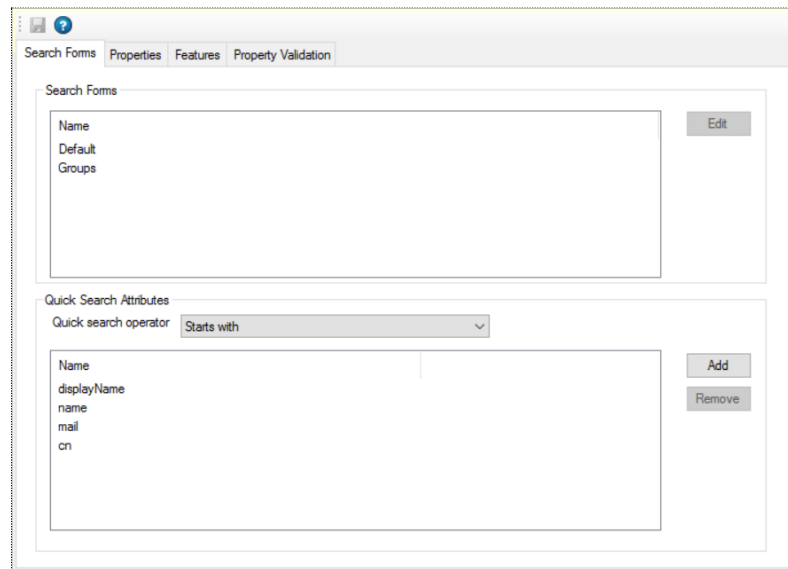 ?
Search Forms Properties Features Property Validation
Search Forms
Name
Edit
Default
Groups
Quick Search Attributes
Quick search operator Starts with
Name
Add
displayName
Remove
name
mail
cn